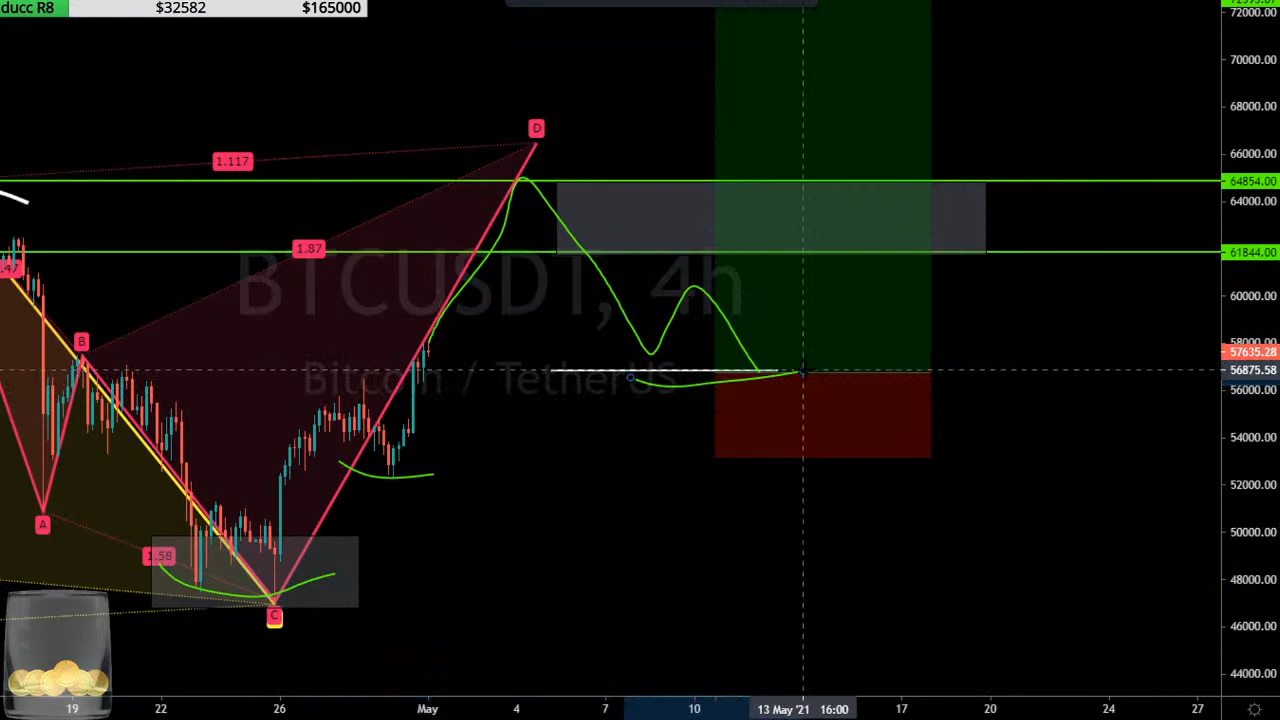 ducc R8 $32582 $165000
72000.00
70000.00
68000.00
D
66000.00
1.117
64854.00
64000.00
1.87
61844.00
BTCUSDT, 4h
60000.00
B
58000.00
57635.28
Bitcoin / TetherUS
56875.58
56000.00
54000.00
52000.00
A
50000.00
1.58
48000.00
C
46000.00
44000.00
19 22 26 May 4 7 10 13 May '21 16:00 17 20 24 27